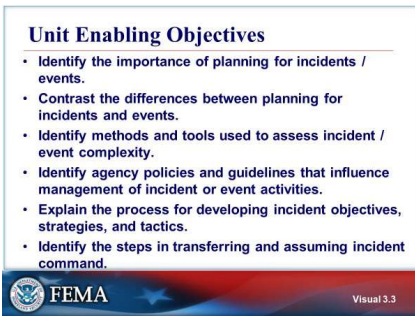 Unit Enabling Objectives
• Identify the importance of planning for incidents /
events.
• Contrast the differences between planning for
incidents and events.
• Identify methods and tools used to assess incident /
event complexity.
• Identify agency policies and guidelines that influence
management of incident or event activities.
• Explain the process for developing incident objectives,
strategies, and tactics.
• Identify the steps in transferring and assuming incident
command.
FEMA
Visual 3.3